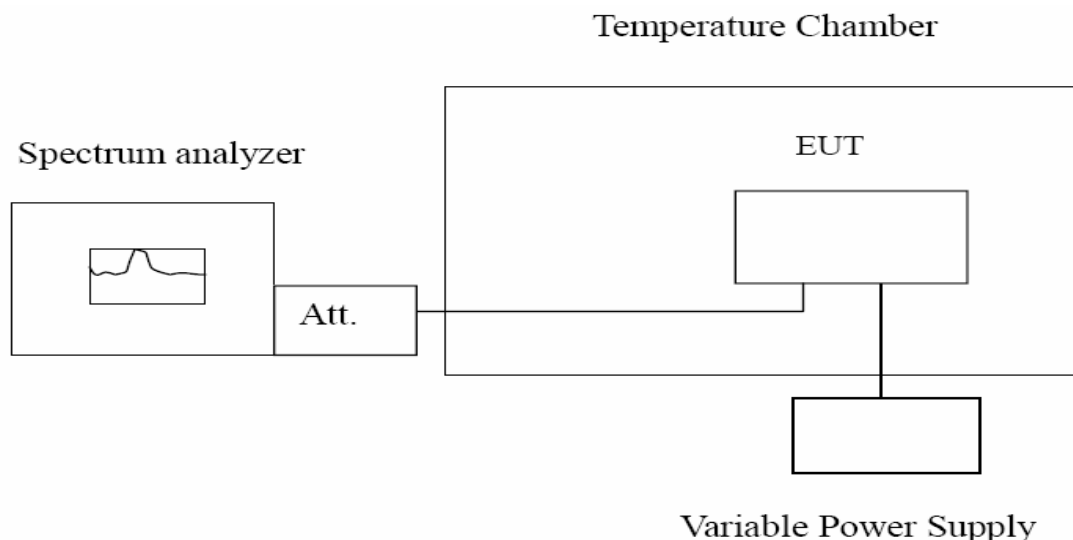 Temperature Chamber
Spectrum analyzer
EUT
Att.
Variable Power Supply